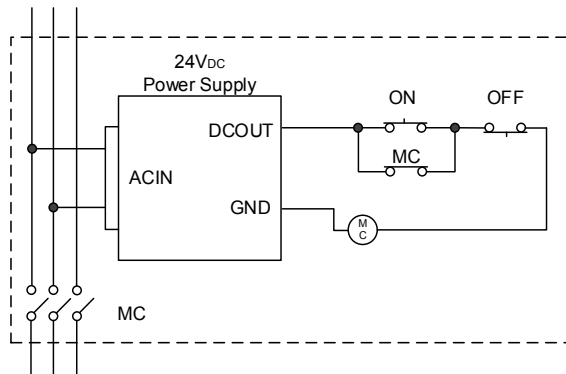 24VDC
Power Supply
ON
OFF
DCOUT
MC
ACIN
GND
M
C
MC